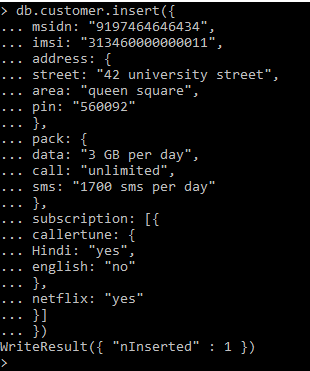 > db.customer.insert({
... msidn: "9197464646434",
... imsi: "313460000000011",
... address: {
... street: "42 university street",
... area: "queen square",
... pin: "560092"
... },
... pack: {
... data: "3 GB per day",
... call: "unlimited",
... sms: "1700 sms per day"
... },
... subscription: [{
... callertune: {
... Hindi: "yes",
... english: "no"
... },
... netflix: "yes"
... }]
... })
WriteResult({ "nInserted" : 1 })
>